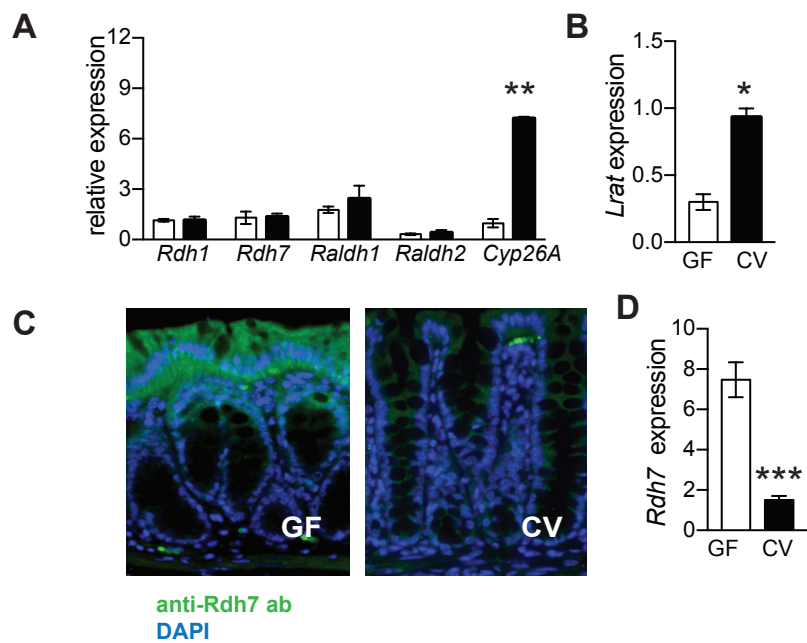 A
relative expression
12
9
6
3
0
**
Rdh1 Rdh7 Raldh1 Raldh2 Cyp26A
B
Lrat expression
1.5
1.0
0.5
0.0
*
GF CV
C
GF
CV
anti-Rdh7 ab
DAPI
D
Rdh7 expression
10
8
6
4
2
0
***
GF CV